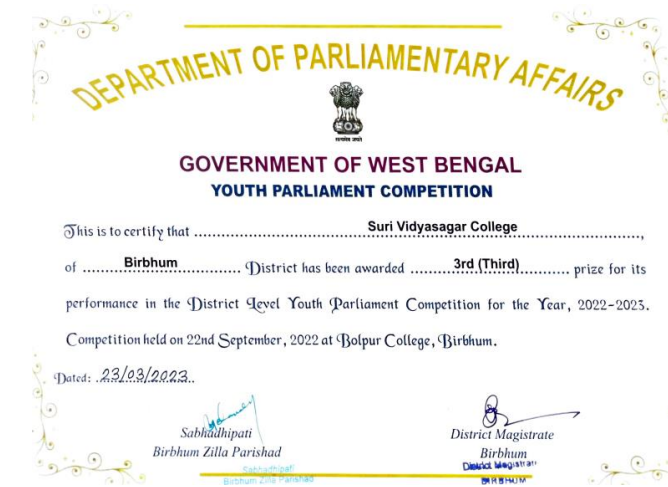 DEPARTMENT OF PARLIAMENTARY AFFAIRS
सत्यमेव जयते
GOVERNMENT OF WEST BENGAL
YOUTH PARLIAMENT COMPETITION
This is to certify that ........ Suri Vidyasagar College ........,
of ........ Birbhum ........ District has been awarded ........ 3rd (Third) ........ prize for its
performance in the District Level Youth Parliament Competition for the Year, 2022-2023.
Competition held on 22nd September, 2022 at Bolpur College, Birbhum.
Dated: 23/03/2023
Sabhadhipati
Birbhum Zilla Parishad
Sabhadhipati
Birbhum Zilla Parishad
District Magistrate
Birbhum
District Magistrate
BIRBHUM